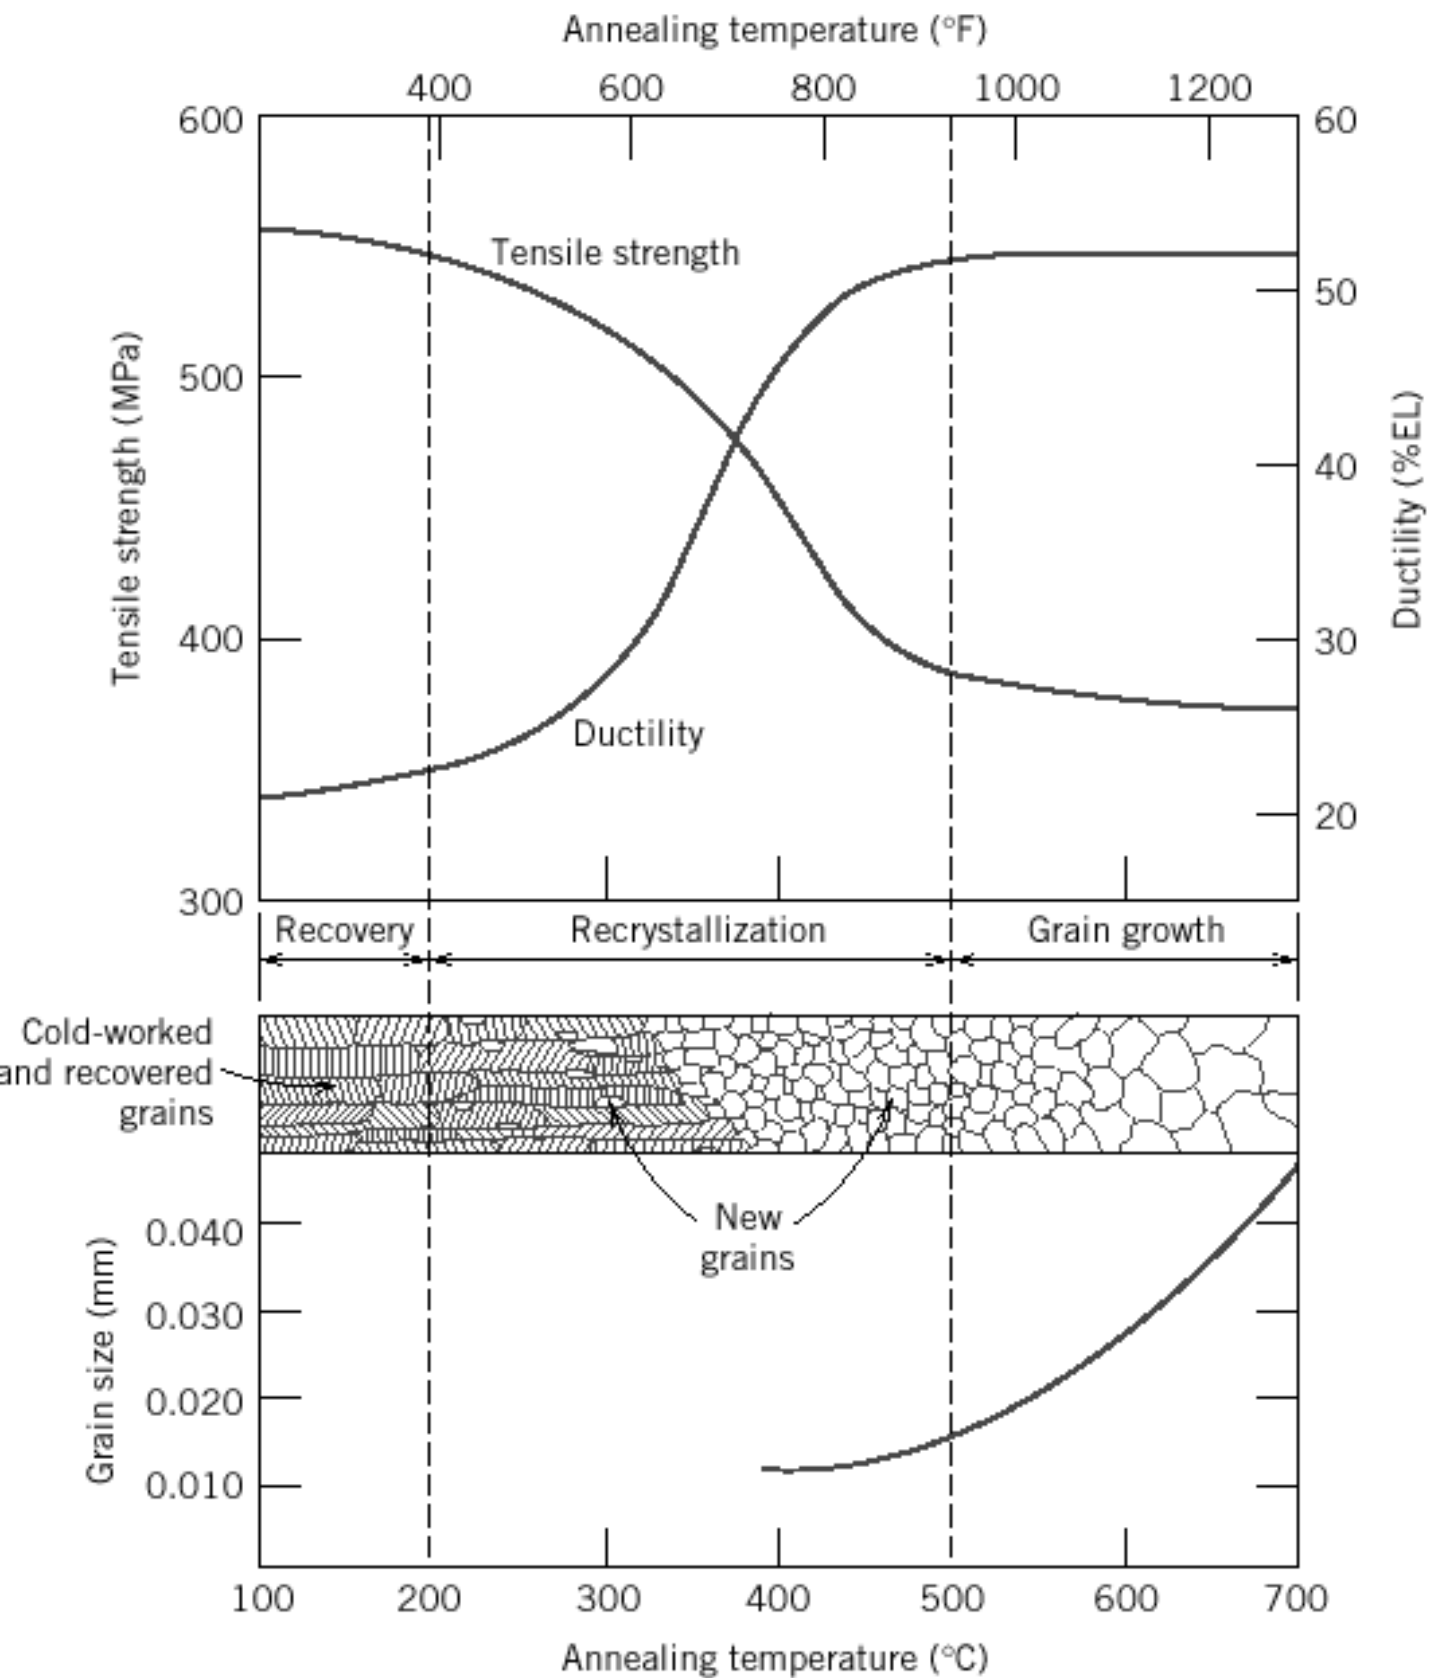 Annealing temperature (°F)
400 600 800 1000 1200
600 60
Tensile strength
50
500
Tensile strength (MPa)
Ductility (%EL)
40
400 30
Ductility
20
300
Recovery Recrystallization Grain growth
Cold-worked
and recovered
grains
New
grains
0.040
0.030
Grain size (mm)
0.020
0.010
100 200 300 400 500 600 700
Annealing temperature (°C)